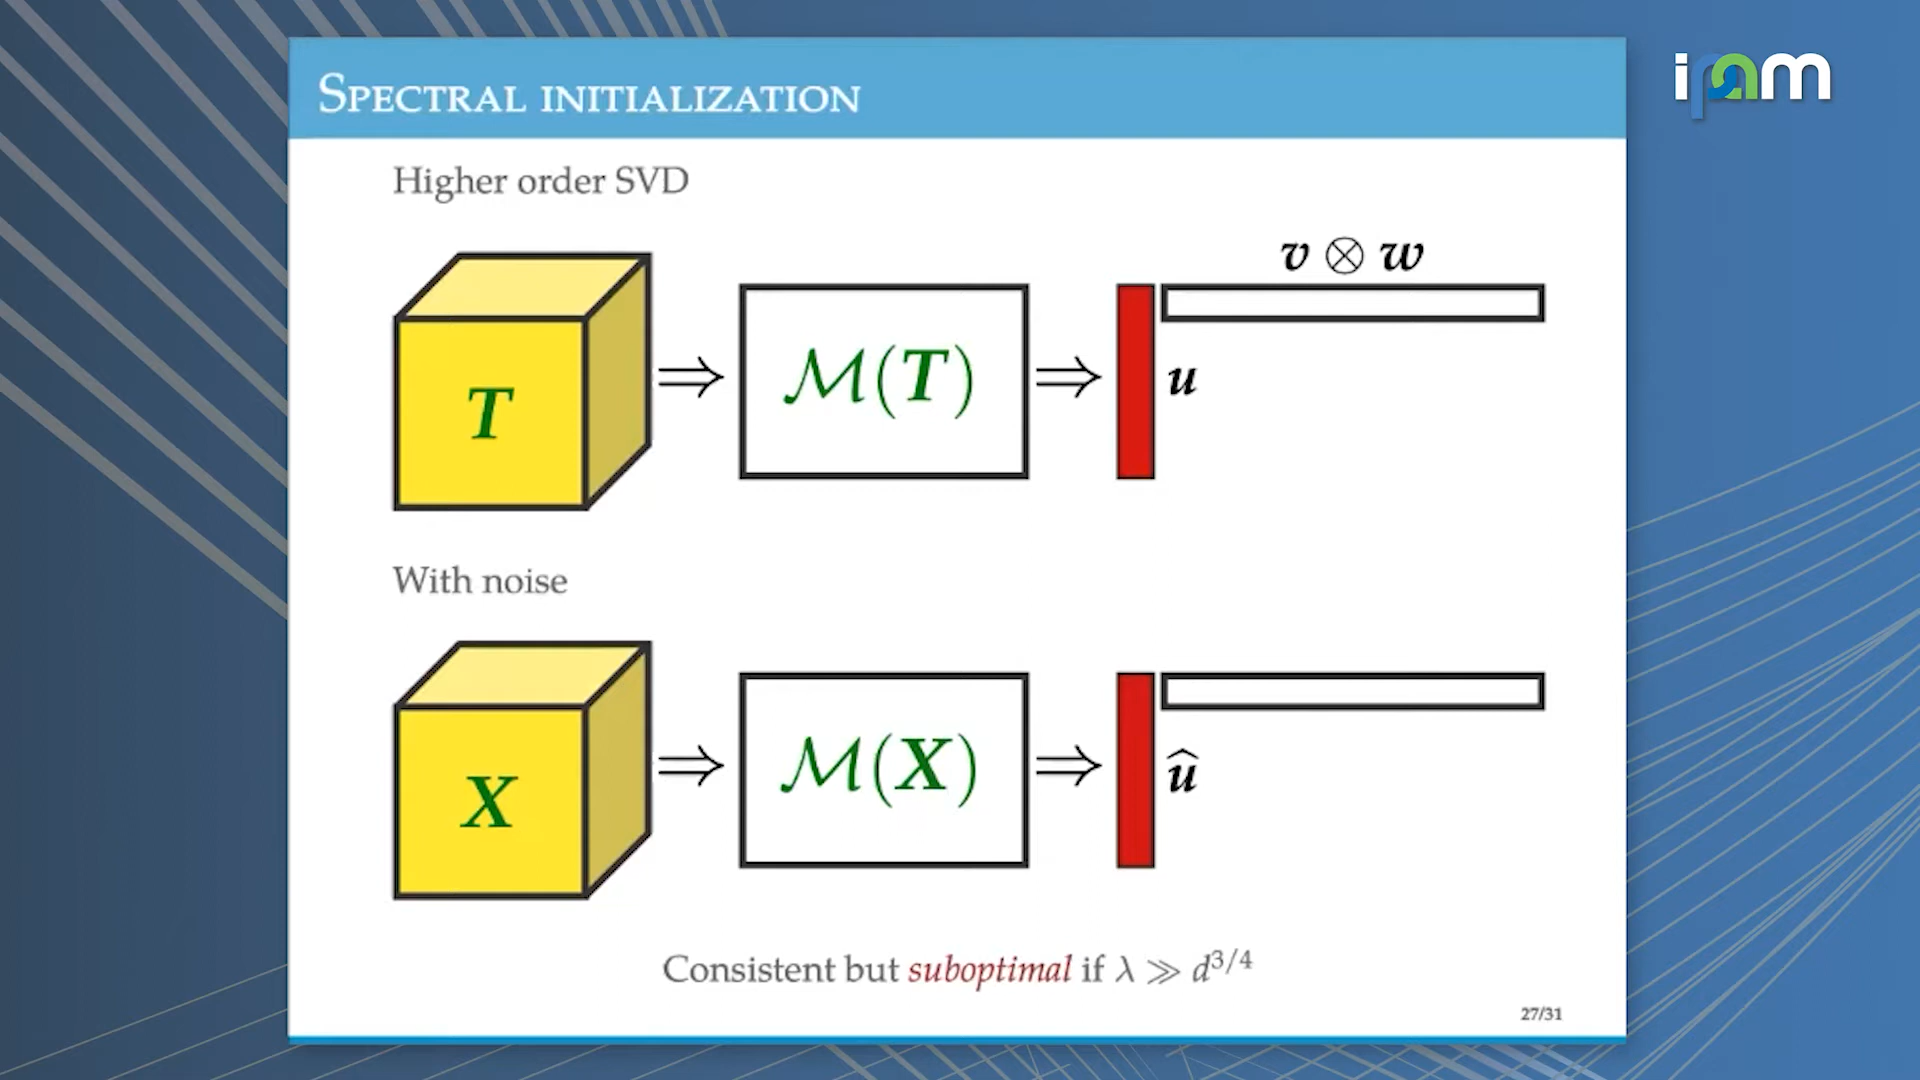 ipam
SPECTRAL INITIALIZATION
Higher order SVD
T
⇒
M(T)
⇒
u
v ⊗ w
With noise
X
⇒
M(X)
⇒
û
Consistent but suboptimal if λ ≫ d^{3/4}
27/31